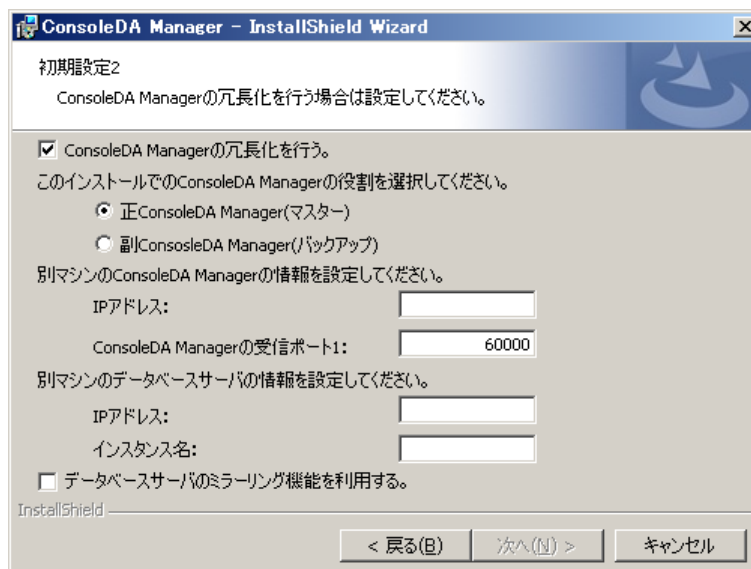 ConsoleDA Manager - InstallShield Wizard
初期設定2
ConsoleDA Managerの冗長化を行う場合は設定してください。
ConsoleDA Managerの冗長化を行う。
このインストールでのConsoleDA Managerの役割を選択してください。
正ConsoleDA Manager(マスター)
副ConsosleDA Manager(バックアップ)
別マシンのConsoleDA Managerの情報を設定してください。
IPアドレス:
ConsoleDA Managerの受信ポート1: 60000
別マシンのデータベースサーバの情報を設定してください。
IPアドレス:
インスタンス名:
データベースサーバのミラーリング機能を利用する。
InstallShield
< 戻る(B) 次へ(N) > キャンセル